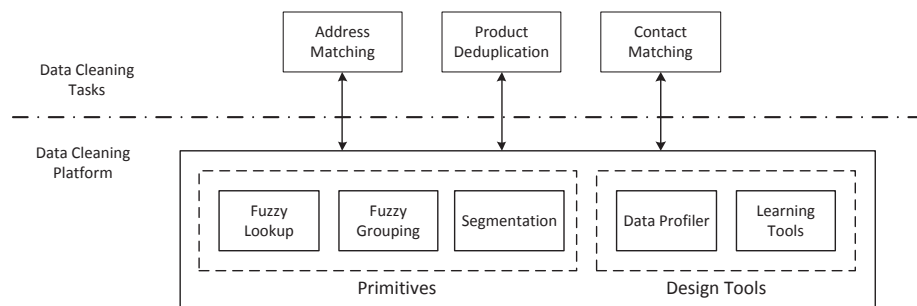 Address
Matching
Product
Deduplication
Contact
Matching
Data Cleaning
Tasks
Data Cleaning
Platform
Fuzzy
Lookup
Fuzzy
Grouping
Segmentation
Data Profiler
Learning
Tools
Primitives
Design Tools